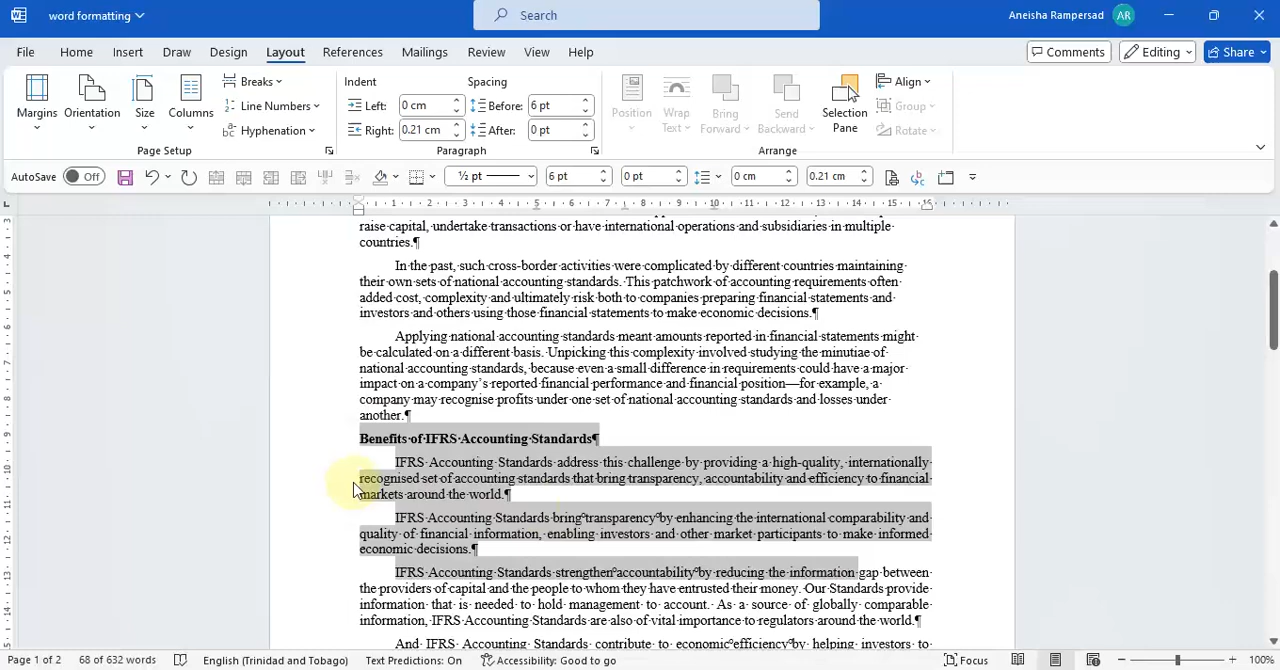 word formatting
Search
Aneisha Rampersad
AR
File Home Insert Draw Design Layout References Mailings Review View Help
Comments Editing Share
Margins Orientation Size Columns
Breaks
Line Numbers
Hyphenation
Page Setup
Indent Spacing
Left: 0 cm Before: 6 pt
Right: 0.21 cm After: 0 pt
Paragraph
Position Wrap Text Bring Forward Send Backward Selection Pane
Align
Group
Rotate
Arrange
AutoSave Off ½ pt 6 pt 0 pt 0 cm 0.21 cm
1 2 3 4 5 6 7 8 9 10 11 12 13 14 15 16
raise capital, undertake transactions or have international operations and subsidiaries in multiple
countries.¶
In the past, such cross-border activities were complicated by different countries maintaining
their own sets of national accounting standards. This patchwork of accounting requirements often
added cost, complexity and ultimately risk both to companies preparing financial statements and
investors and others using those financial statements to make economic decisions.¶
Applying national accounting standards meant amounts reported in financial statements might
be calculated on a different basis. Unpicking this complexity involved studying the minutiae of
national accounting standards, because even a small difference in requirements could have a major
impact on a company’s reported financial performance and financial position—for example, a
company may recognise profits under one set of national accounting standards and losses under
another.¶
Benefits of IFRS Accounting Standards¶
IFRS Accounting Standards address this challenge by providing a high-quality, internationally
recognised set of accounting standards that bring transparency, accountability and efficiency to financial
markets around the world.¶
IFRS Accounting Standards bring transparency by enhancing the international comparability and
quality of financial information, enabling investors and other market participants to make informed
economic decisions.¶
IFRS Accounting Standards strengthen accountability by reducing the information gap between
the providers of capital and the people to whom they have entrusted their money. Our Standards provide
information that is needed to hold management to account. As a source of globally comparable
information, IFRS Accounting Standards are also of vital importance to regulators around the world.¶
And IFRS Accounting Standards contribute to economic efficiency by helping investors to
Page 1 of 2 68 of 632 words English (Trinidad and Tobago) Text Predictions: On Accessibility: Good to go Focus 100%